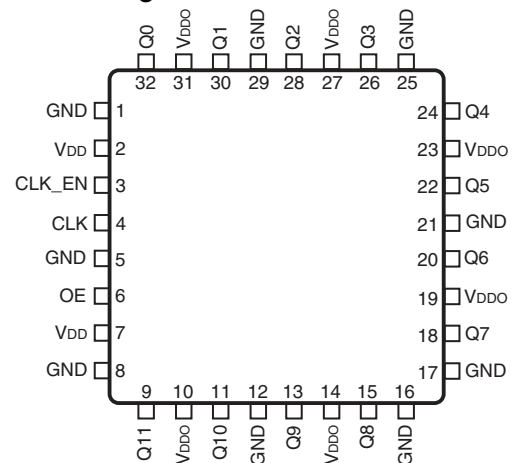 Q0 VDDO Q1 GND Q2 VDDO Q3 GND
32 31 30 29 28 27 26 25
GND 1
VDD 2
CLK_EN 3
CLK 4
GND 5
OE 6
VDD 7
GND 8
24 Q4
23 VDDO
22 Q5
21 GND
20 Q6
19 VDDO
18 Q7
17 GND
9 10 11 12 13 14 15 16
Q11 VDDO Q10 GND Q9 VDDO Q8 GND